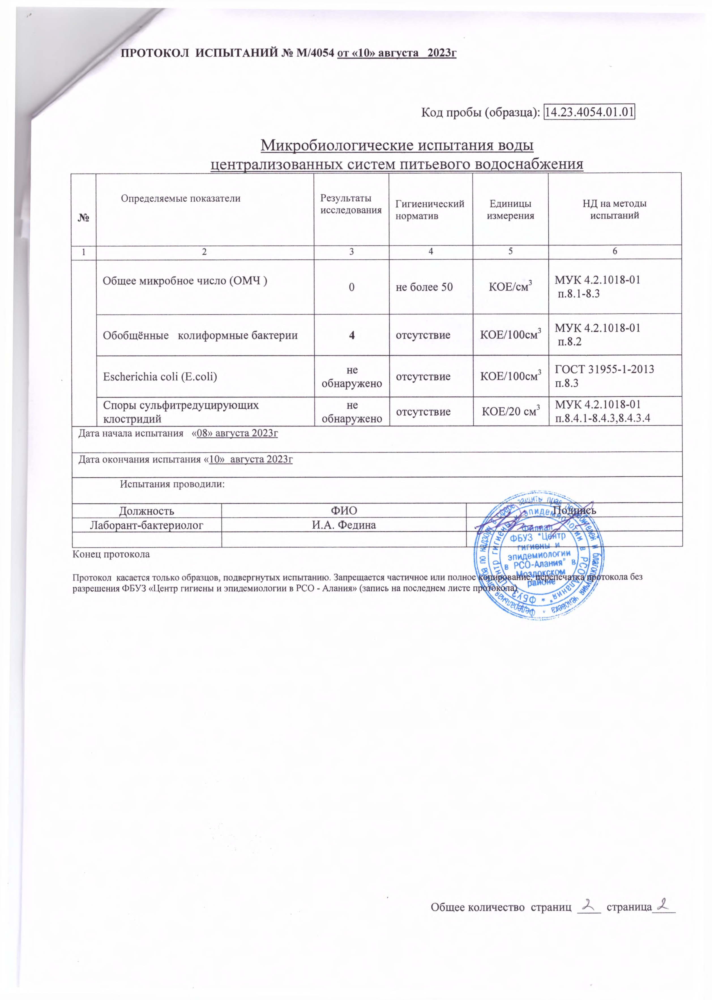 ПРОТОКОЛ ИСПЫТАНИЙ № М/4054 от «10» августа 2023г
Код пробы (образца): 14.23.4054.01.01
Микробиологические испытания воды
централизованных систем питьевого водоснабжения
№
Определяемые показатели
Результаты
исследования
Гигиенический
норматив
Единицы
измерения
НД на методы
испытаний
1 2 3 4 5 6
Общее микробное число (ОМЧ )
0
не более 50
КОЕ/см³
МУК 4.2.1018-01
п.8.1-8.3
Обобщённые колиформные бактерии
4
отсутствие
КОЕ/100см³
МУК 4.2.1018-01
п.8.2
Escherichia coli (E.coli)
не
обнаружено
отсутствие
КОЕ/100см³
ГОСТ 31955-1-2013
п.8.3
Споры сульфитредуцирующих
клостридий
не
обнаружено
отсутствие
КОЕ/20 см³
МУК 4.2.1018-01
п.8.4.1-8.4.3,8.4.3.4
Дата начала испытания «08» августа 2023г
Дата окончания испытания «10» августа 2023г
Испытания проводили:
Должность ФИО Подпись
Лаборант-бактериолог И.А. Федина
Конец протокола
Протокол касается только образцов, подвергнутых испытанию. Запрещается частичное или полное копирование, перепечатка протокола без
разрешения ФБУЗ «Центр гигиены и эпидемиологии в РСО - Алания» (запись на последнем листе протокола)
Федеральная служба по надзору в сфере защиты прав потребителей и благополучия человека
ФБУЗ "Центр гигиены и эпидемиологии в РСО-Алания"
Филиал
ФБУЗ "Центр
гигиены и
эпидемиологии
в РСО-Алания" в
Моздокском
районе
Общее количество страниц 2 страница 2